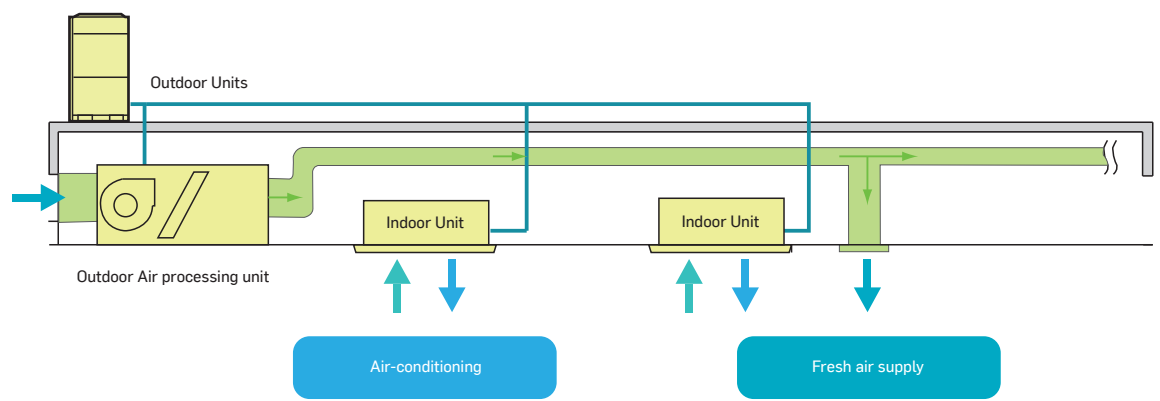 Outdoor Units
Indoor Unit
Indoor Unit
Outdoor Air processing unit
Air-conditioning
Fresh air supply